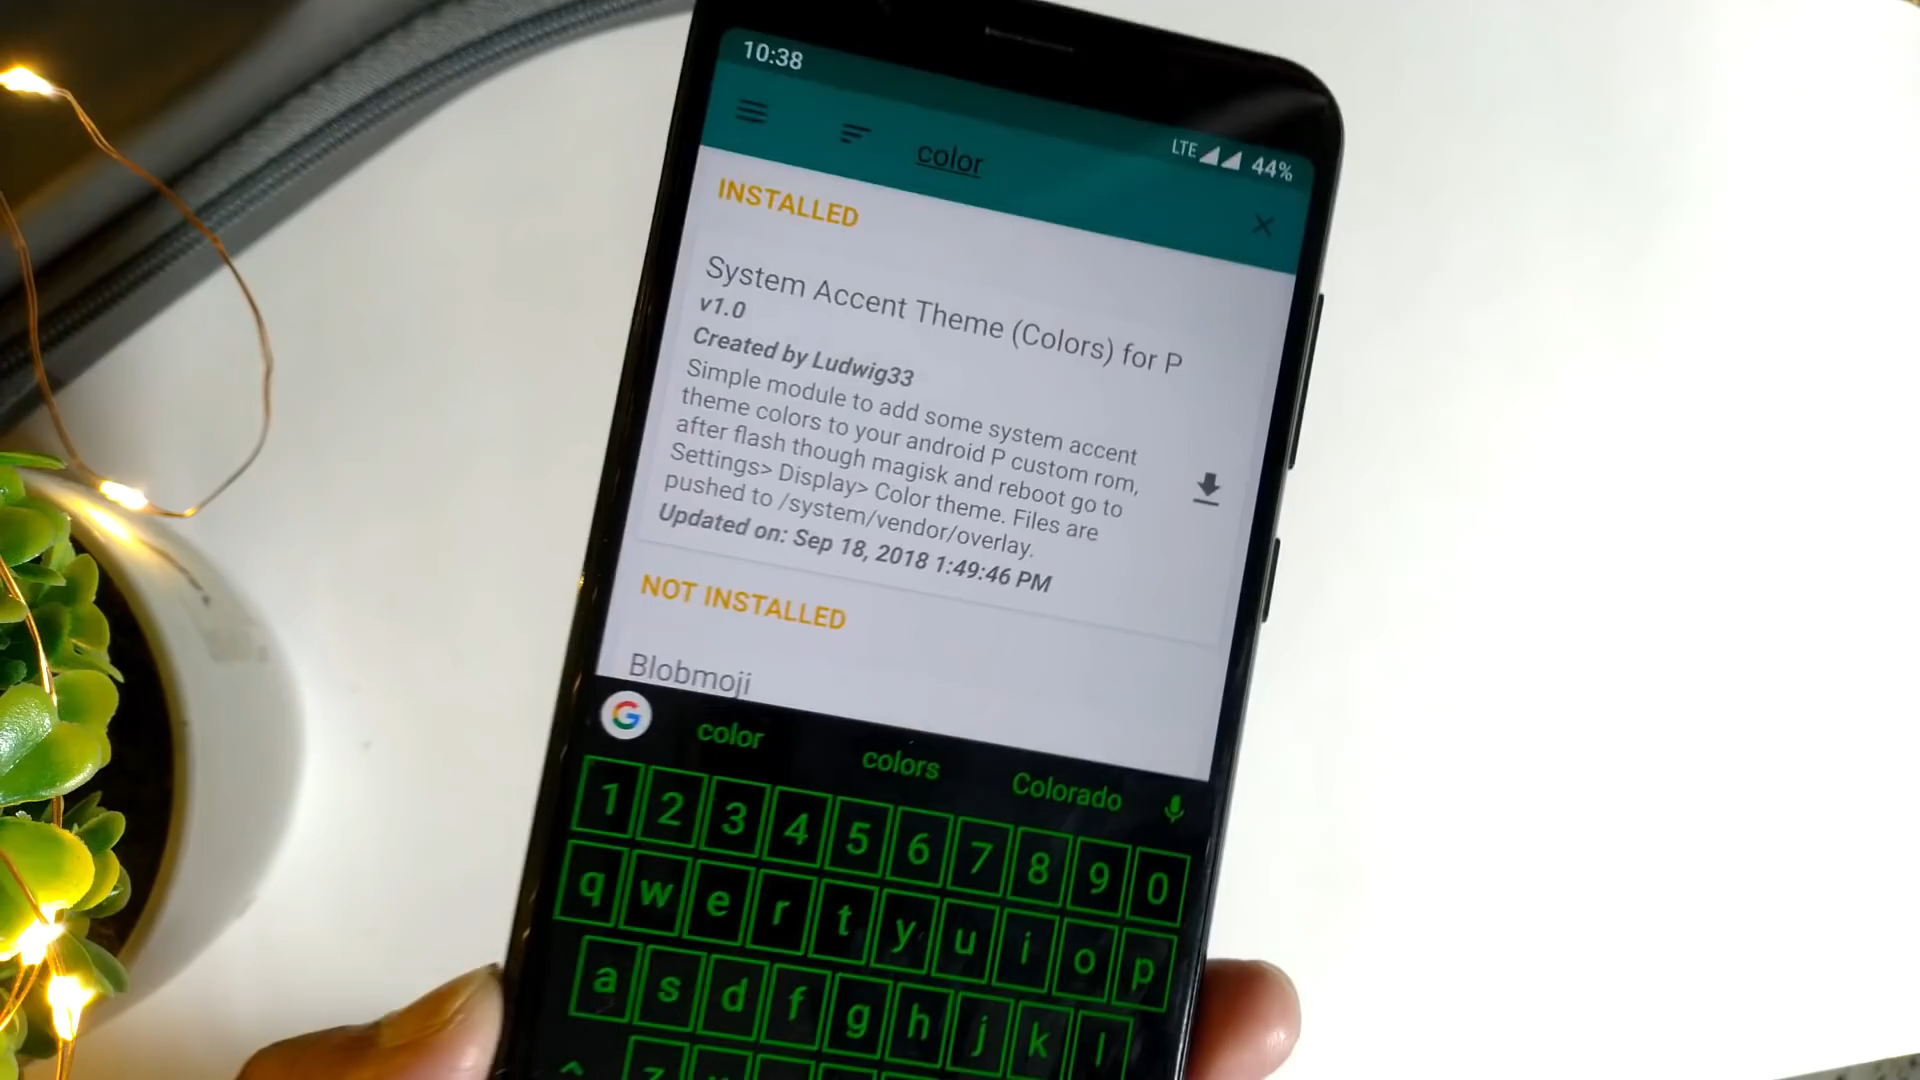 10:38
LTE 44%
color
INSTALLED
System Accent Theme (Colors) for P
v1.0
Created by Ludwig33
Simple module to add some system accent
theme colors to your android P custom rom,
after flash though magisk and reboot go to
Settings> Display> Color theme. Files are
pushed to /system/vendor/overlay.
Updated on: Sep 18, 2018 1:49:46 PM
NOT INSTALLED
Blobmoji
G color colors Colorado
1 2 3 4 5 6 7 8 9 0
q w e r t y u i o p
a s d f g h j k l
z